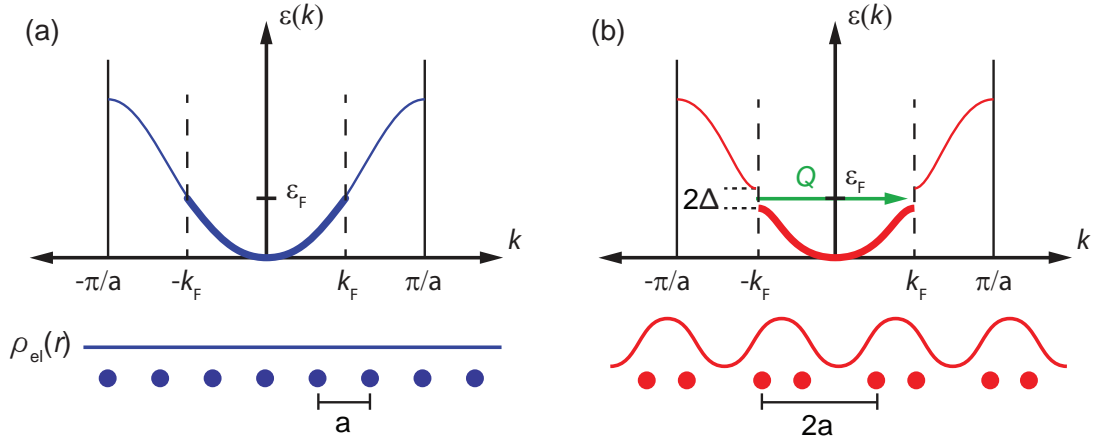 (a)
ε(k)
ε_F
k
-π/a
-k_F
k_F
π/a
ρ_el(r)
a
(b)
ε(k)
Q
ε_F
2Δ
k
-π/a
-k_F
k_F
π/a
2a